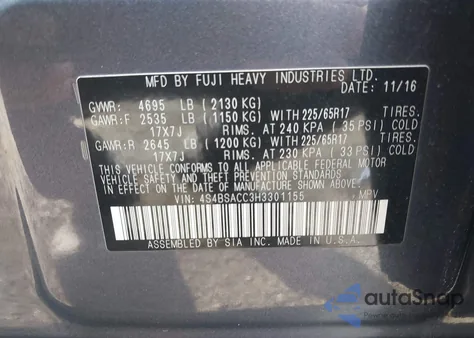 MFD BY FUJI HEAVY INDUSTRIES LTD.
DATE: 11/16
GVWR: 4695 LB (2130 KG)
GAWR:F 2535 LB (1150 KG) WITH 225/65R17 TIRES.
17X7J RIMS. AT 240 KPA (35 PSI) COLD
GAWR:R 2645 LB (1200 KG) WITH 225/65R17 TIRES.
17X7J RIMS. AT 230 KPA (33 PSI) COLD
THIS VEHICLE CONFORMS TO ALL APPLICABLE FEDERAL MOTOR
VEHICLE SAFETY, BUMPER, AND THEFT PREVENTION STANDARDS
IN EFFECT ON THE DATE OF MANUFACTURE SHOWN ABOVE.
VIN: 4S4BSACC3H3301155 MPV
ASSEMBLED BY SIA INC. MADE IN U.S.A.
autoSnap